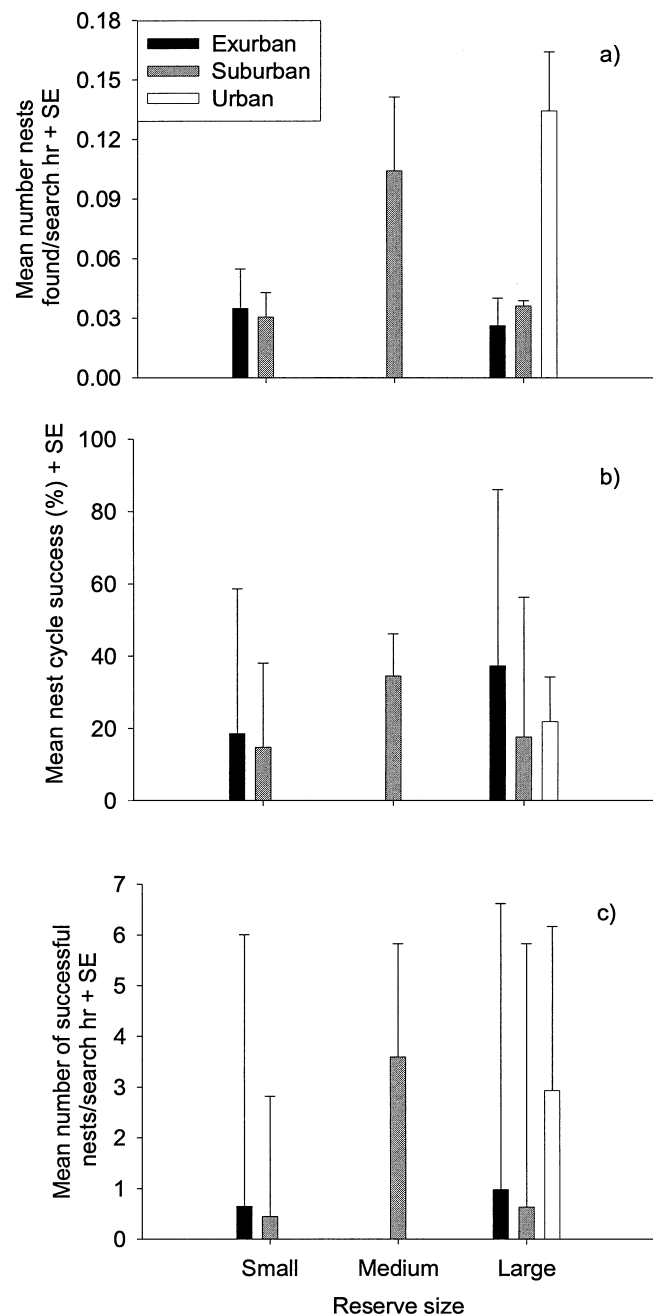 Exurban
Suburban
Urban
a)
Mean number nests
found/search hr + SE
0.18
0.15
0.12
0.09
0.06
0.03
0.00
b)
Mean nest cycle success (%) + SE
100
80
60
40
20
0
c)
Mean number of successful
nests/search hr + SE
7
6
5
4
3
2
1
0
Small Medium Large
Reserve size